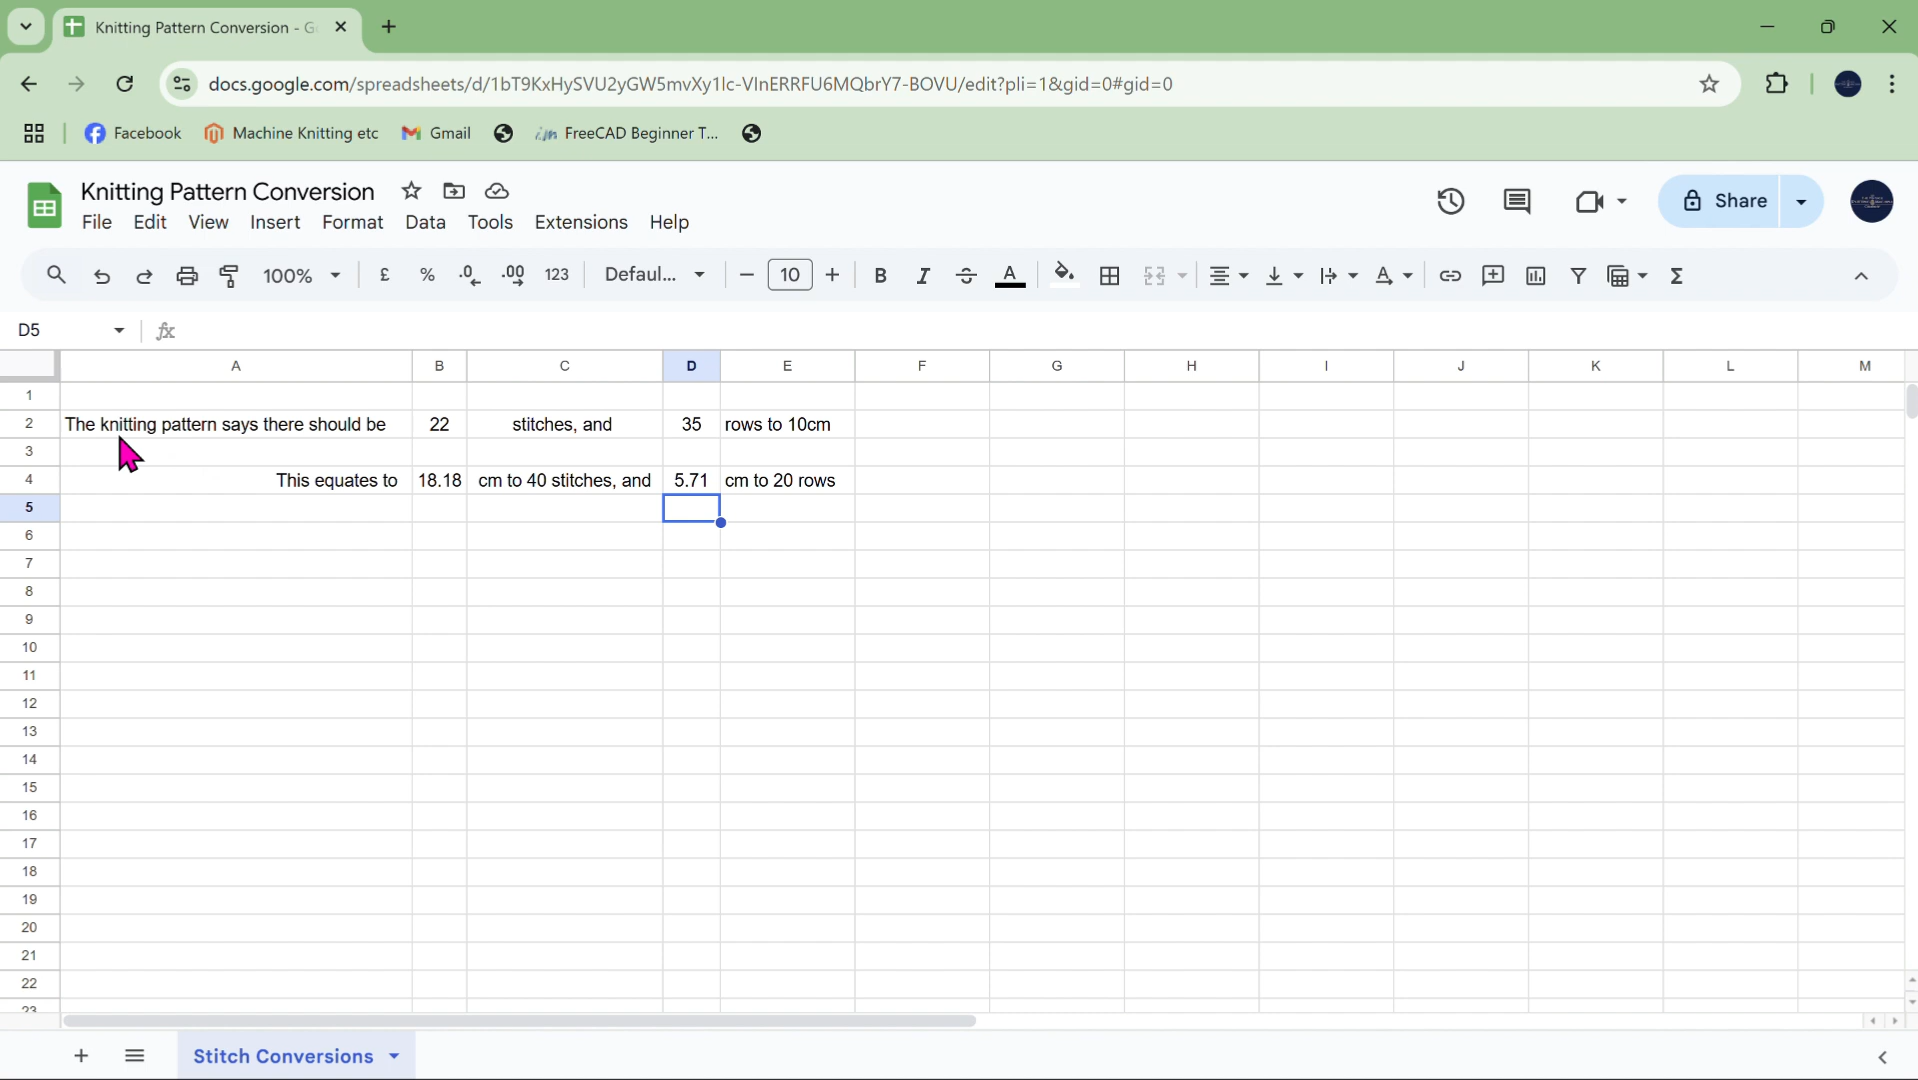 Knitting Pattern Conversion - G
docs.google.com/spreadsheets/d/1bT9KxHySVU2yGW5mvXy1lc-VlnERRFU6MQbrY7-BOVU/edit?pli=1&gid=0#gid=0
Facebook Machine Knitting etc Gmail FreeCAD Beginner T...
Knitting Pattern Conversion
File Edit View Insert Format Data Tools Extensions Help
Share
100% £ % .0 .00 123 Defaul... 10 B I A
D5 fx
A B C D E F G H I J K L M
1
2 The knitting pattern says there should be 22 stitches, and 35 rows to 10cm
3
4 This equates to 18.18 cm to 40 stitches, and 5.71 cm to 20 rows
5
6
7
8
9
10
11
12
13
14
15
16
17
18
19
20
21
22
23
Stitch Conversions